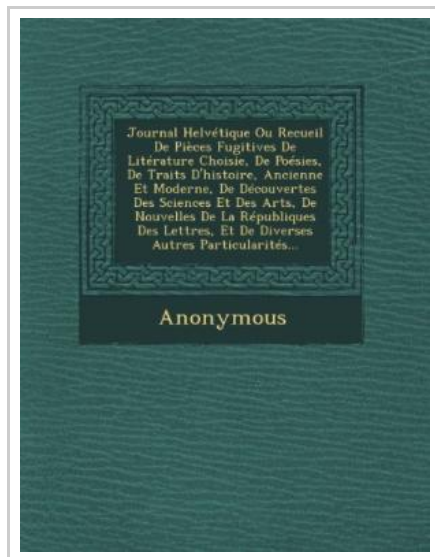 Journal Helvétique Ou Recueil
De Pièces Fugitives De
Litérature Choisie, De Poésies,
De Traits D'histoire, Ancienne
Et Moderne, De Découvertes
Des Sciences Et Des Arts, De
Nouvelles De La Républiques
Des Lettres, Et De Diverses
Autres Particularités...
Anonymous